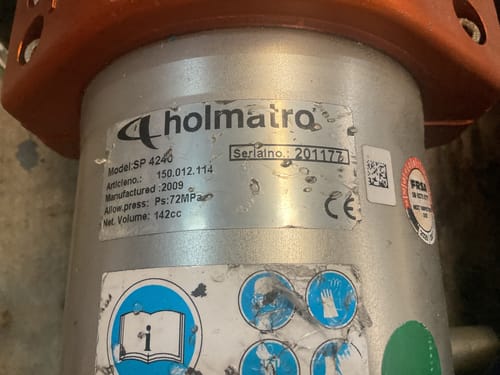 holmatro
Model:SP 4240
Serialno.: 201177
Articleno.: 150.012.114
Manufactured :2009
Allow.press: Ps:72MPa
Net. Volume: 142cc
CE
i